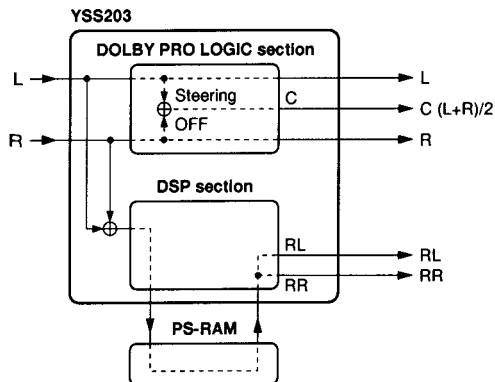 YSS203
DOLBY PRO LOGIC section
L
L
Steering
C
C (L+R)/2
OFF
R
R
DSP section
RL
RL
RR
RR
PS-RAM